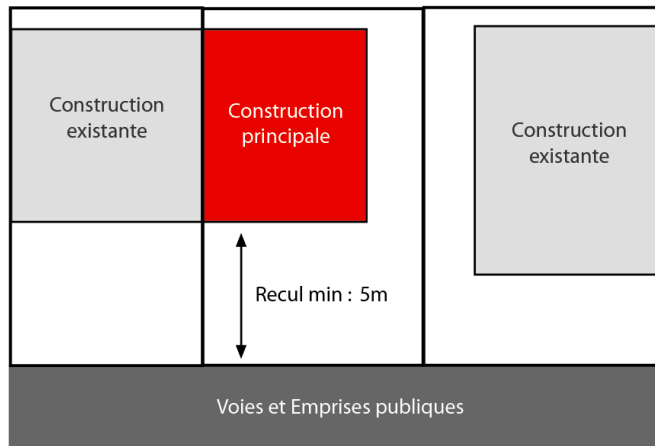 Construction
existante
Construction
principale
Construction
existante
Recul min : 5m
Voies et Emprises publiques